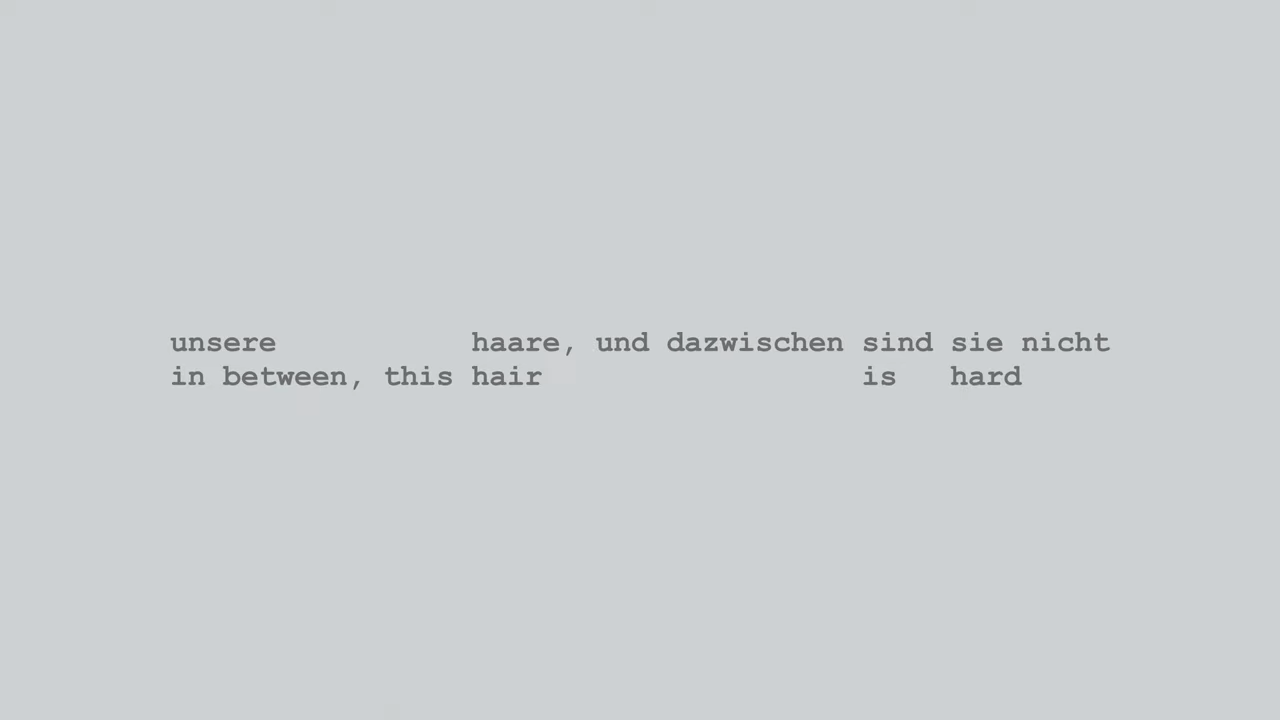 unsere           haare, und dazwischen sind sie nicht
in between, this hair                  is   hard